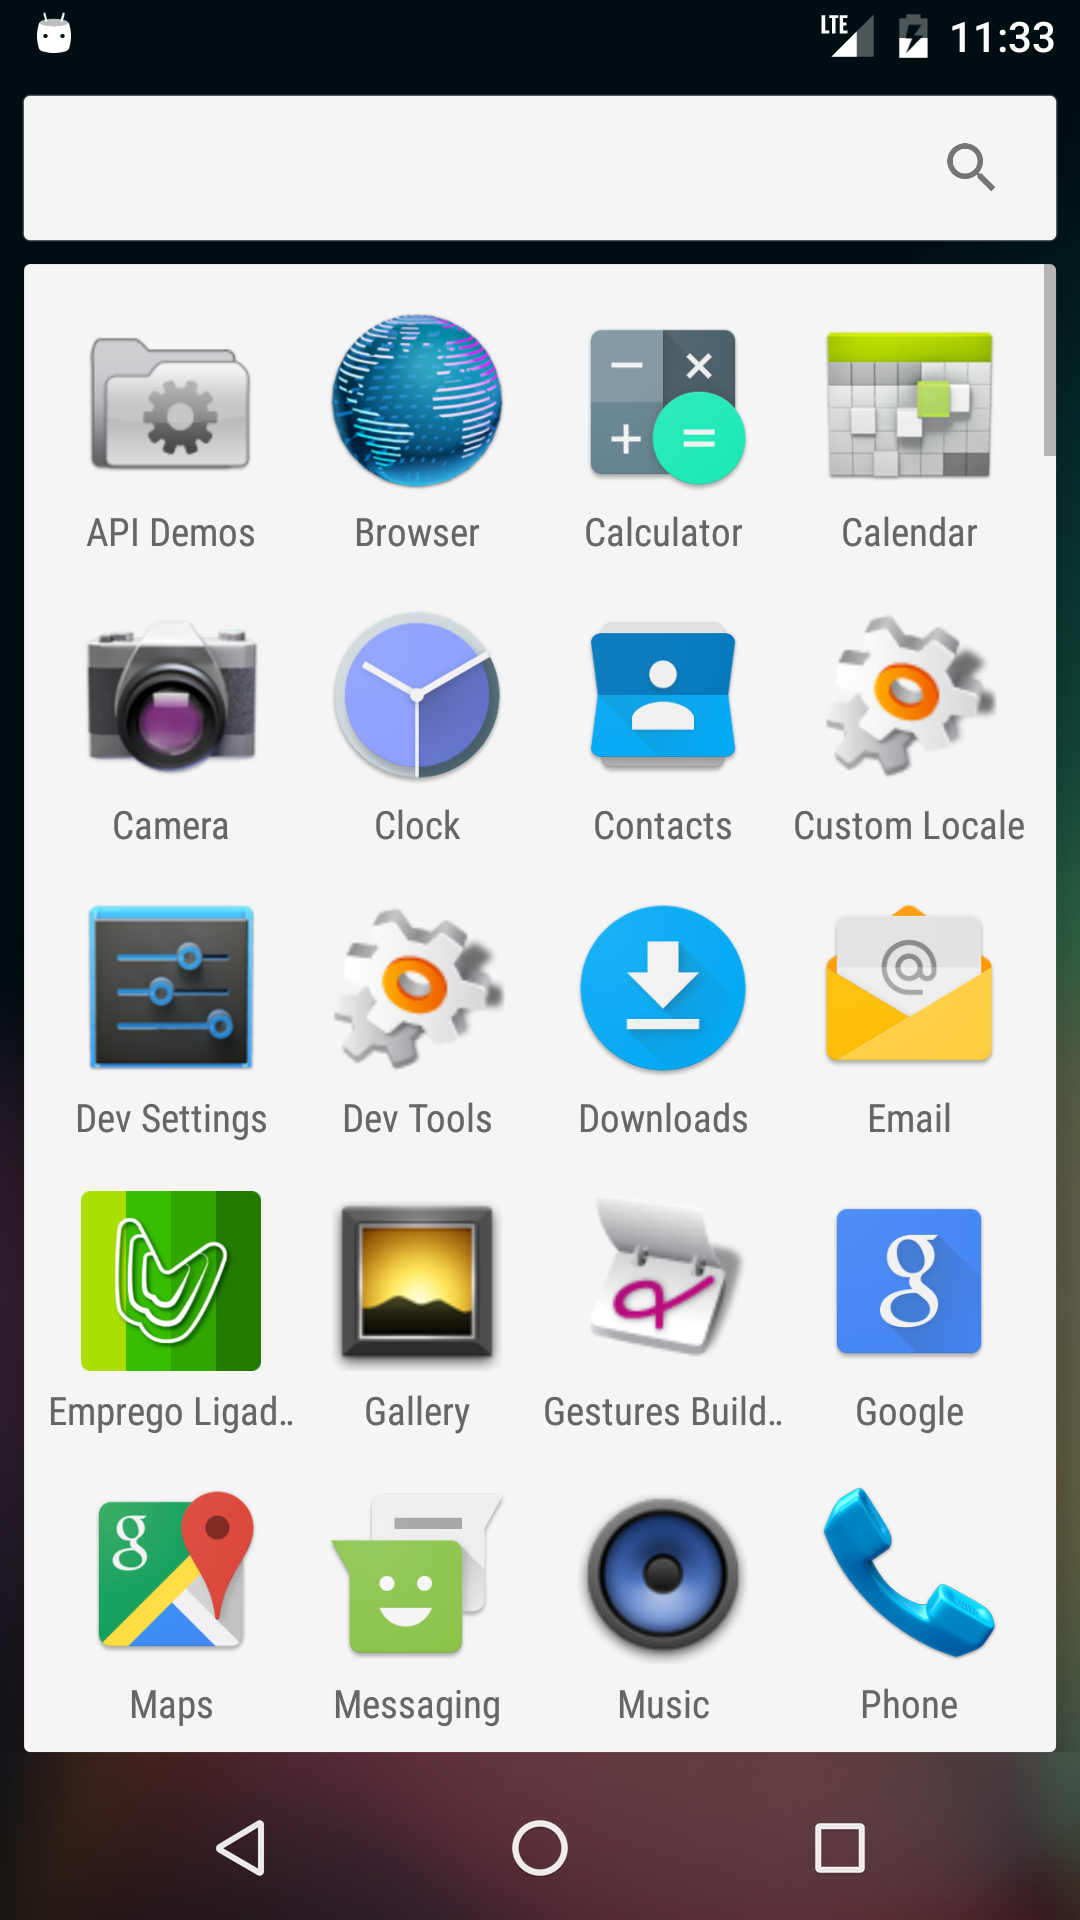 LTE 11:33
API Demos Browser Calculator Calendar
Camera Clock Contacts Custom Locale
Dev Settings Dev Tools Downloads Email
Emprego Ligad.. Gallery Gestures Build.. Google
Maps Messaging Music Phone